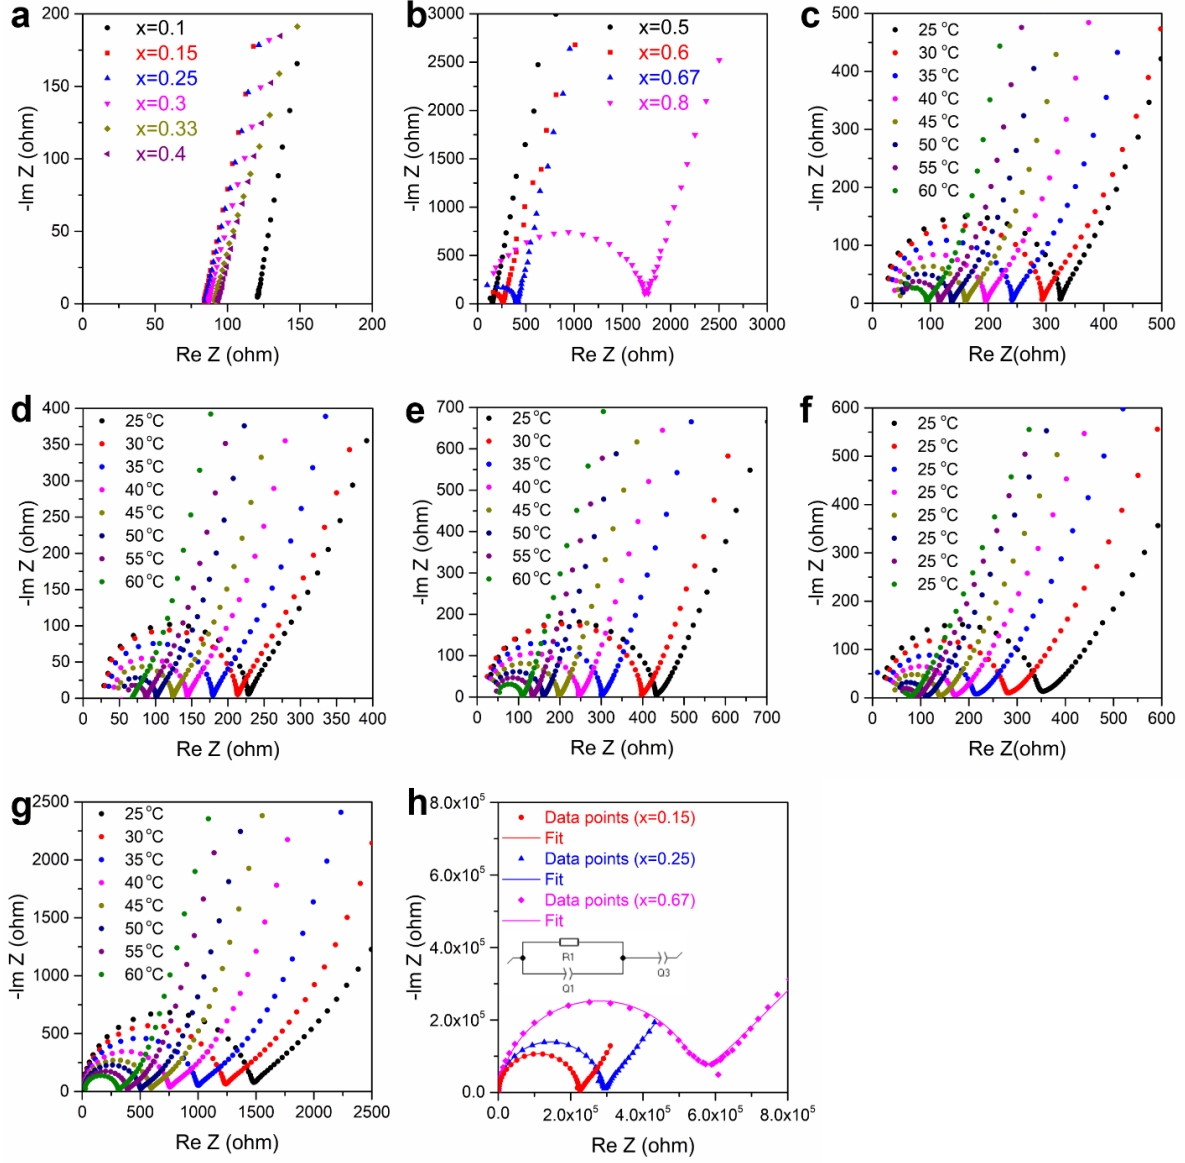 a
x=0.1
x=0.15
x=0.25
x=0.3
x=0.33
x=0.4
200
150
100
50
0
-Im Z (ohm)
0 50 100 150 200
Re Z (ohm)
b
x=0.5
x=0.6
x=0.67
x=0.8
3000
2500
2000
1500
1000
500
0
-Im Z (ohm)
0 500 1000 1500 2000 2500 3000
Re Z (ohm)
c
25 °C
30 °C
35 °C
40 °C
45 °C
50 °C
55 °C
60 °C
500
400
300
200
100
0
-Im Z (ohm)
0 100 200 300 400 500
Re Z(ohm)
d
25 °C
30 °C
35 °C
40 °C
45 °C
50 °C
55 °C
60 °C
400
350
300
250
200
150
100
50
0
-Im Z (ohm)
0 50 100 150 200 250 300 350 400
Re Z (ohm)
e
25 °C
30 °C
35 °C
40 °C
45 °C
50 °C
55 °C
60 °C
700
600
500
400
300
200
100
0
-Im Z (ohm)
0 100 200 300 400 500 600 700
Re Z (ohm)
f
25 °C
25 °C
25 °C
25 °C
25 °C
25 °C
25 °C
25 °C
600
500
400
300
200
100
0
-Im Z (ohm)
0 100 200 300 400 500 600
Re Z(ohm)
g
25 °C
30 °C
35 °C
40 °C
45 °C
50 °C
55 °C
60 °C
2500
2000
1500
1000
500
0
-Im Z (ohm)
0 500 1000 1500 2000 2500
Re Z (ohm)
h
Data points (x=0.15)
Fit
Data points (x=0.25)
Fit
Data points (x=0.67)
Fit
R1
Q1
Q3
8.0x10⁵
6.0x10⁵
4.0x10⁵
2.0x10⁵
0.0
-Im Z (ohm)
0.0 2.0x10⁵ 4.0x10⁵ 6.0x10⁵ 8.0x10⁵
Re Z (ohm)